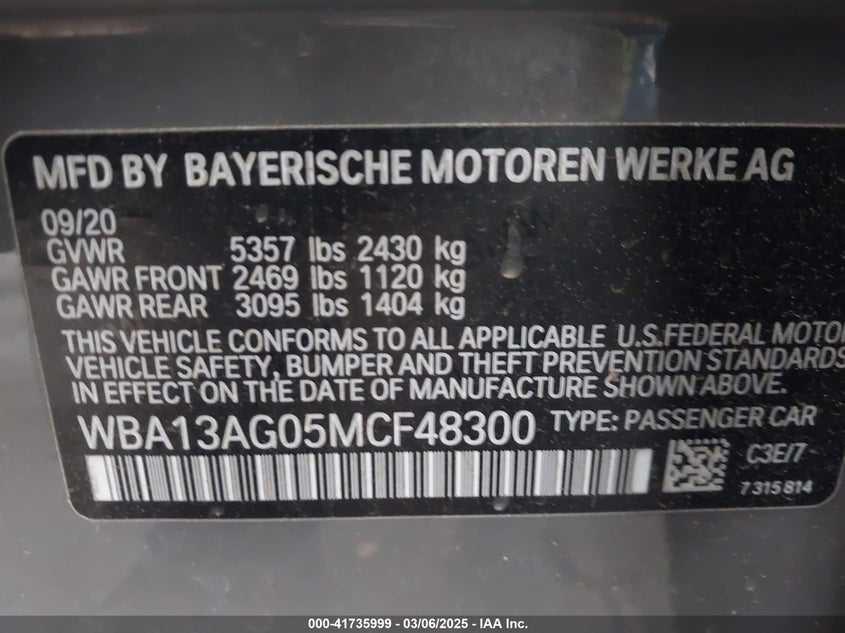 MFD BY BAYERISCHE MOTOREN WERKE AG
09/20
GVWR 5357 lbs 2430 kg
GAWR FRONT 2469 lbs 1120 kg
GAWR REAR 3095 lbs 1404 kg
THIS VEHICLE CONFORMS TO ALL APPLICABLE U.S.FEDERAL MOTOR
VEHICLE SAFETY, BUMPER AND THEFT PREVENTION STANDARDS
IN EFFECT ON THE DATE OF MANUFACTURE SHOWN ABOVE.
WBA13AG05MCF48300 TYPE: PASSENGER CAR
C3E/7
7 315 814
000-41735999 | 03/06/2025 | IAA Inc.